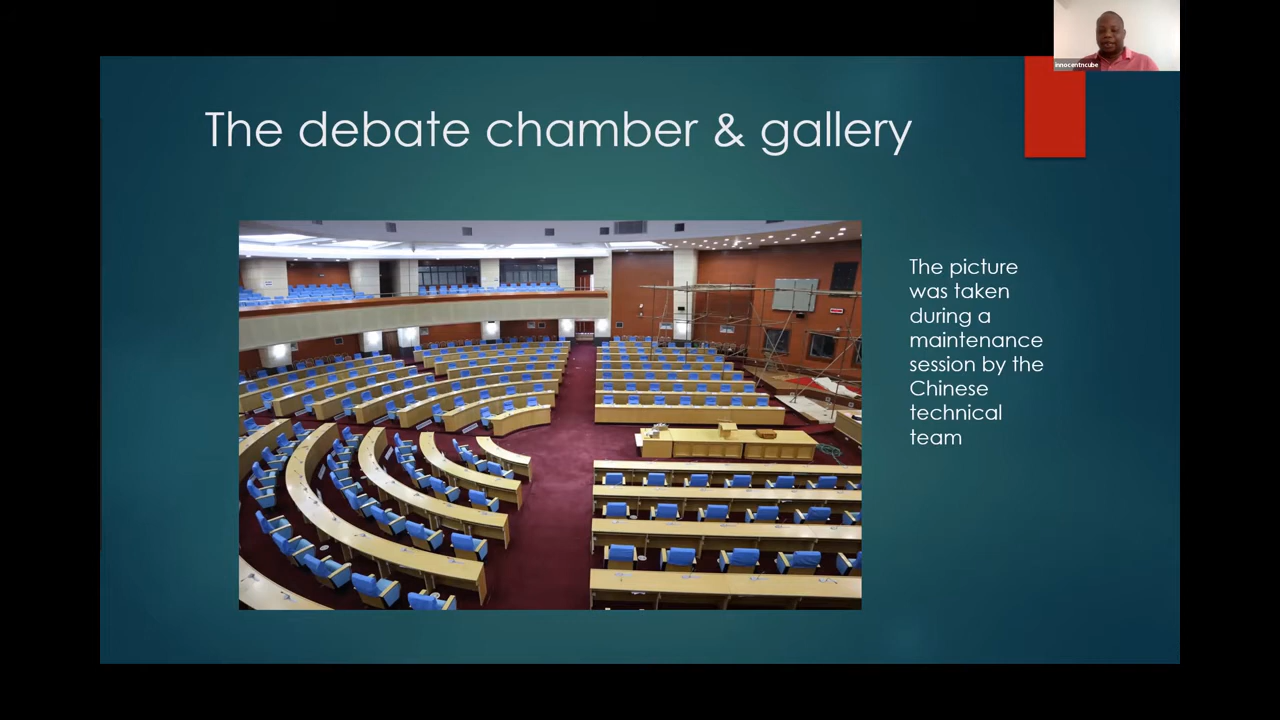 innocentncube
The debate chamber & gallery
The picture
was taken
during a
maintenance
session by the
Chinese
technical
team